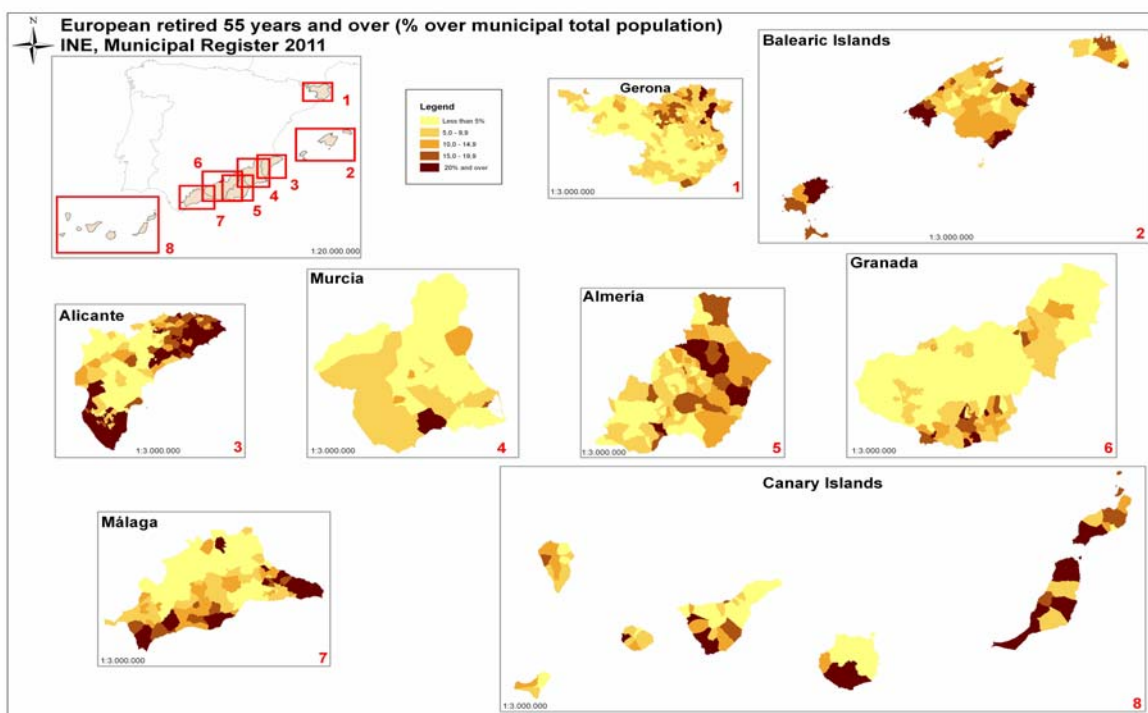 European retired 55 years and over (% over municipal total population)
INE, Municipal Register 2011
N
1
2
3
4
5
6
7
8
1:20.000.000
Legend
Less than 5%
5.0 - 9.9
10.0 - 14.9
15.0 - 19.9
20% and over
Gerona
1:3.000.000
1
Balearic Islands
1:3.000.000
2
Alicante
1:3.000.000
3
Murcia
1:3.000.000
4
Almería
1:3.000.000
5
Granada
1:3.000.000
6
Málaga
1:3.000.000
7
Canary Islands
1:3.000.000
8